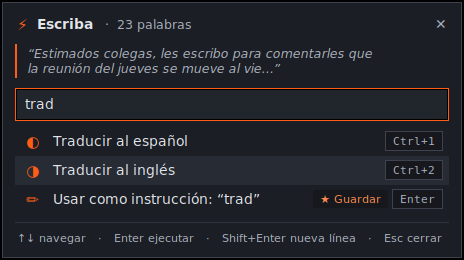 ⚡ Escriba · 23 palabras ×
“Estimados colegas, les escribo para comentarles que
la reunión del jueves se mueve al vie…”
trad
Traducir al español Ctrl+1
Traducir al inglés Ctrl+2
Usar como instrucción: “trad” ★ Guardar Enter
↑↓ navegar · Enter ejecutar · Shift+Enter nueva línea · Esc cerrar